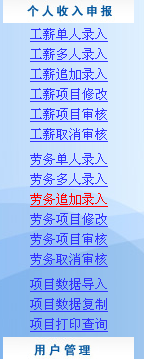 个人收入申报
工薪单人录入
工薪多人录入
工薪追加录入
工薪项目修改
工薪项目审核
工薪取消审核
劳务单人录入
劳务多人录入
劳务追加录入
劳务项目修改
劳务项目审核
劳务取消审核
项目数据导入
项目数据复制
项目打印查询
用户管理